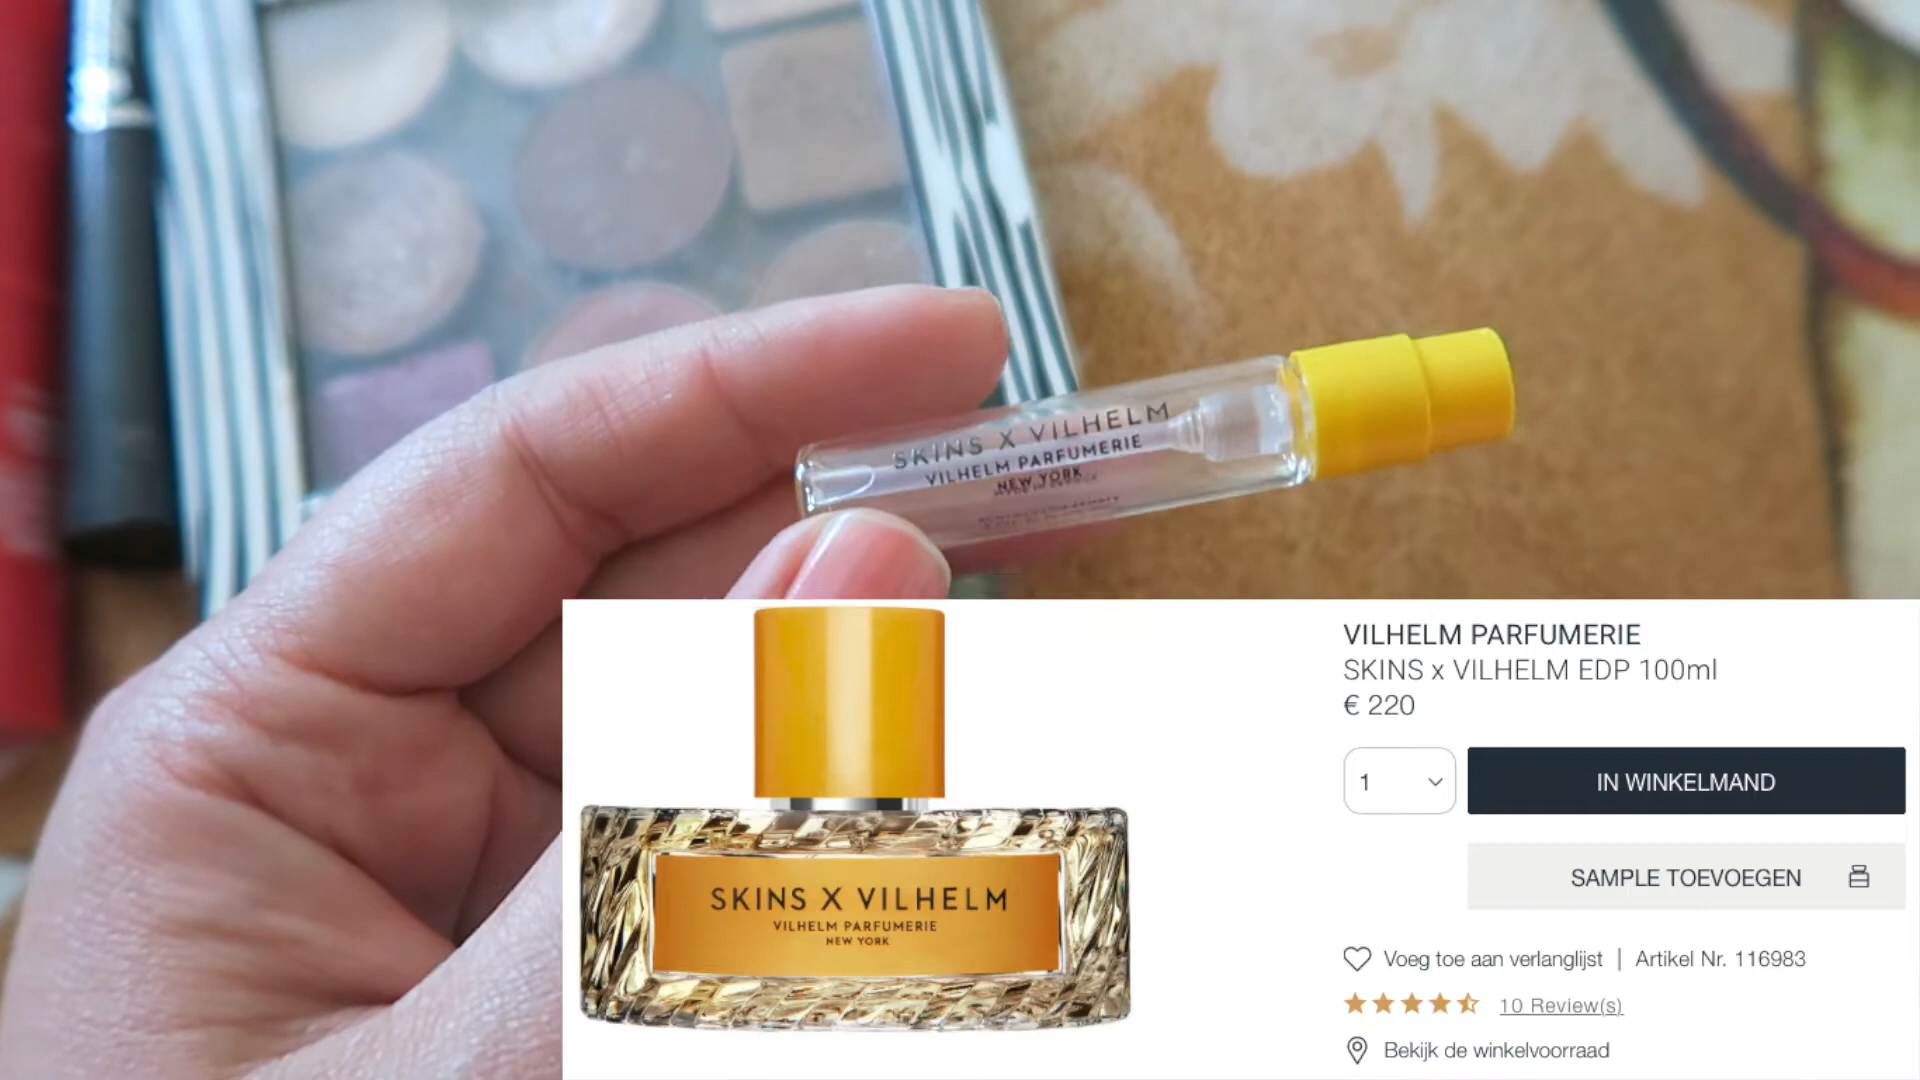 SKINS X VILHELM
VILHELM PARFUMERIE
NEW YORK
SKINS X VILHELM
VILHELM PARFUMERIE
NEW YORK
VILHELM PARFUMERIE
SKINS x VILHELM EDP 100ml
€ 220
1
IN WINKELMAND
SAMPLE TOEVOEGEN
Voeg toe aan verlanglijst | Artikel Nr. 116983
10 Review(s)
Bekijk de winkelvoorraad